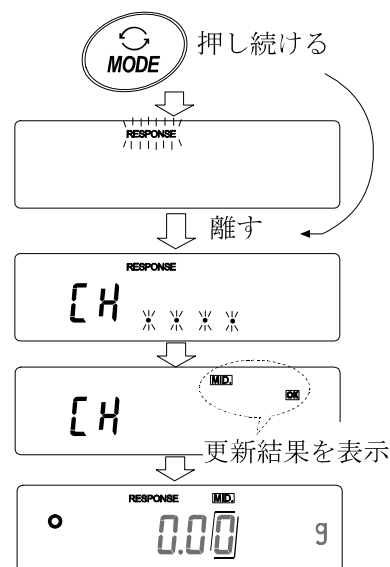 MODE
押し続ける
RESPONSE
離す
RESPONSE
CH
MID.
OK
CH
更新結果を表示
RESPONSE MID.
0.00 g